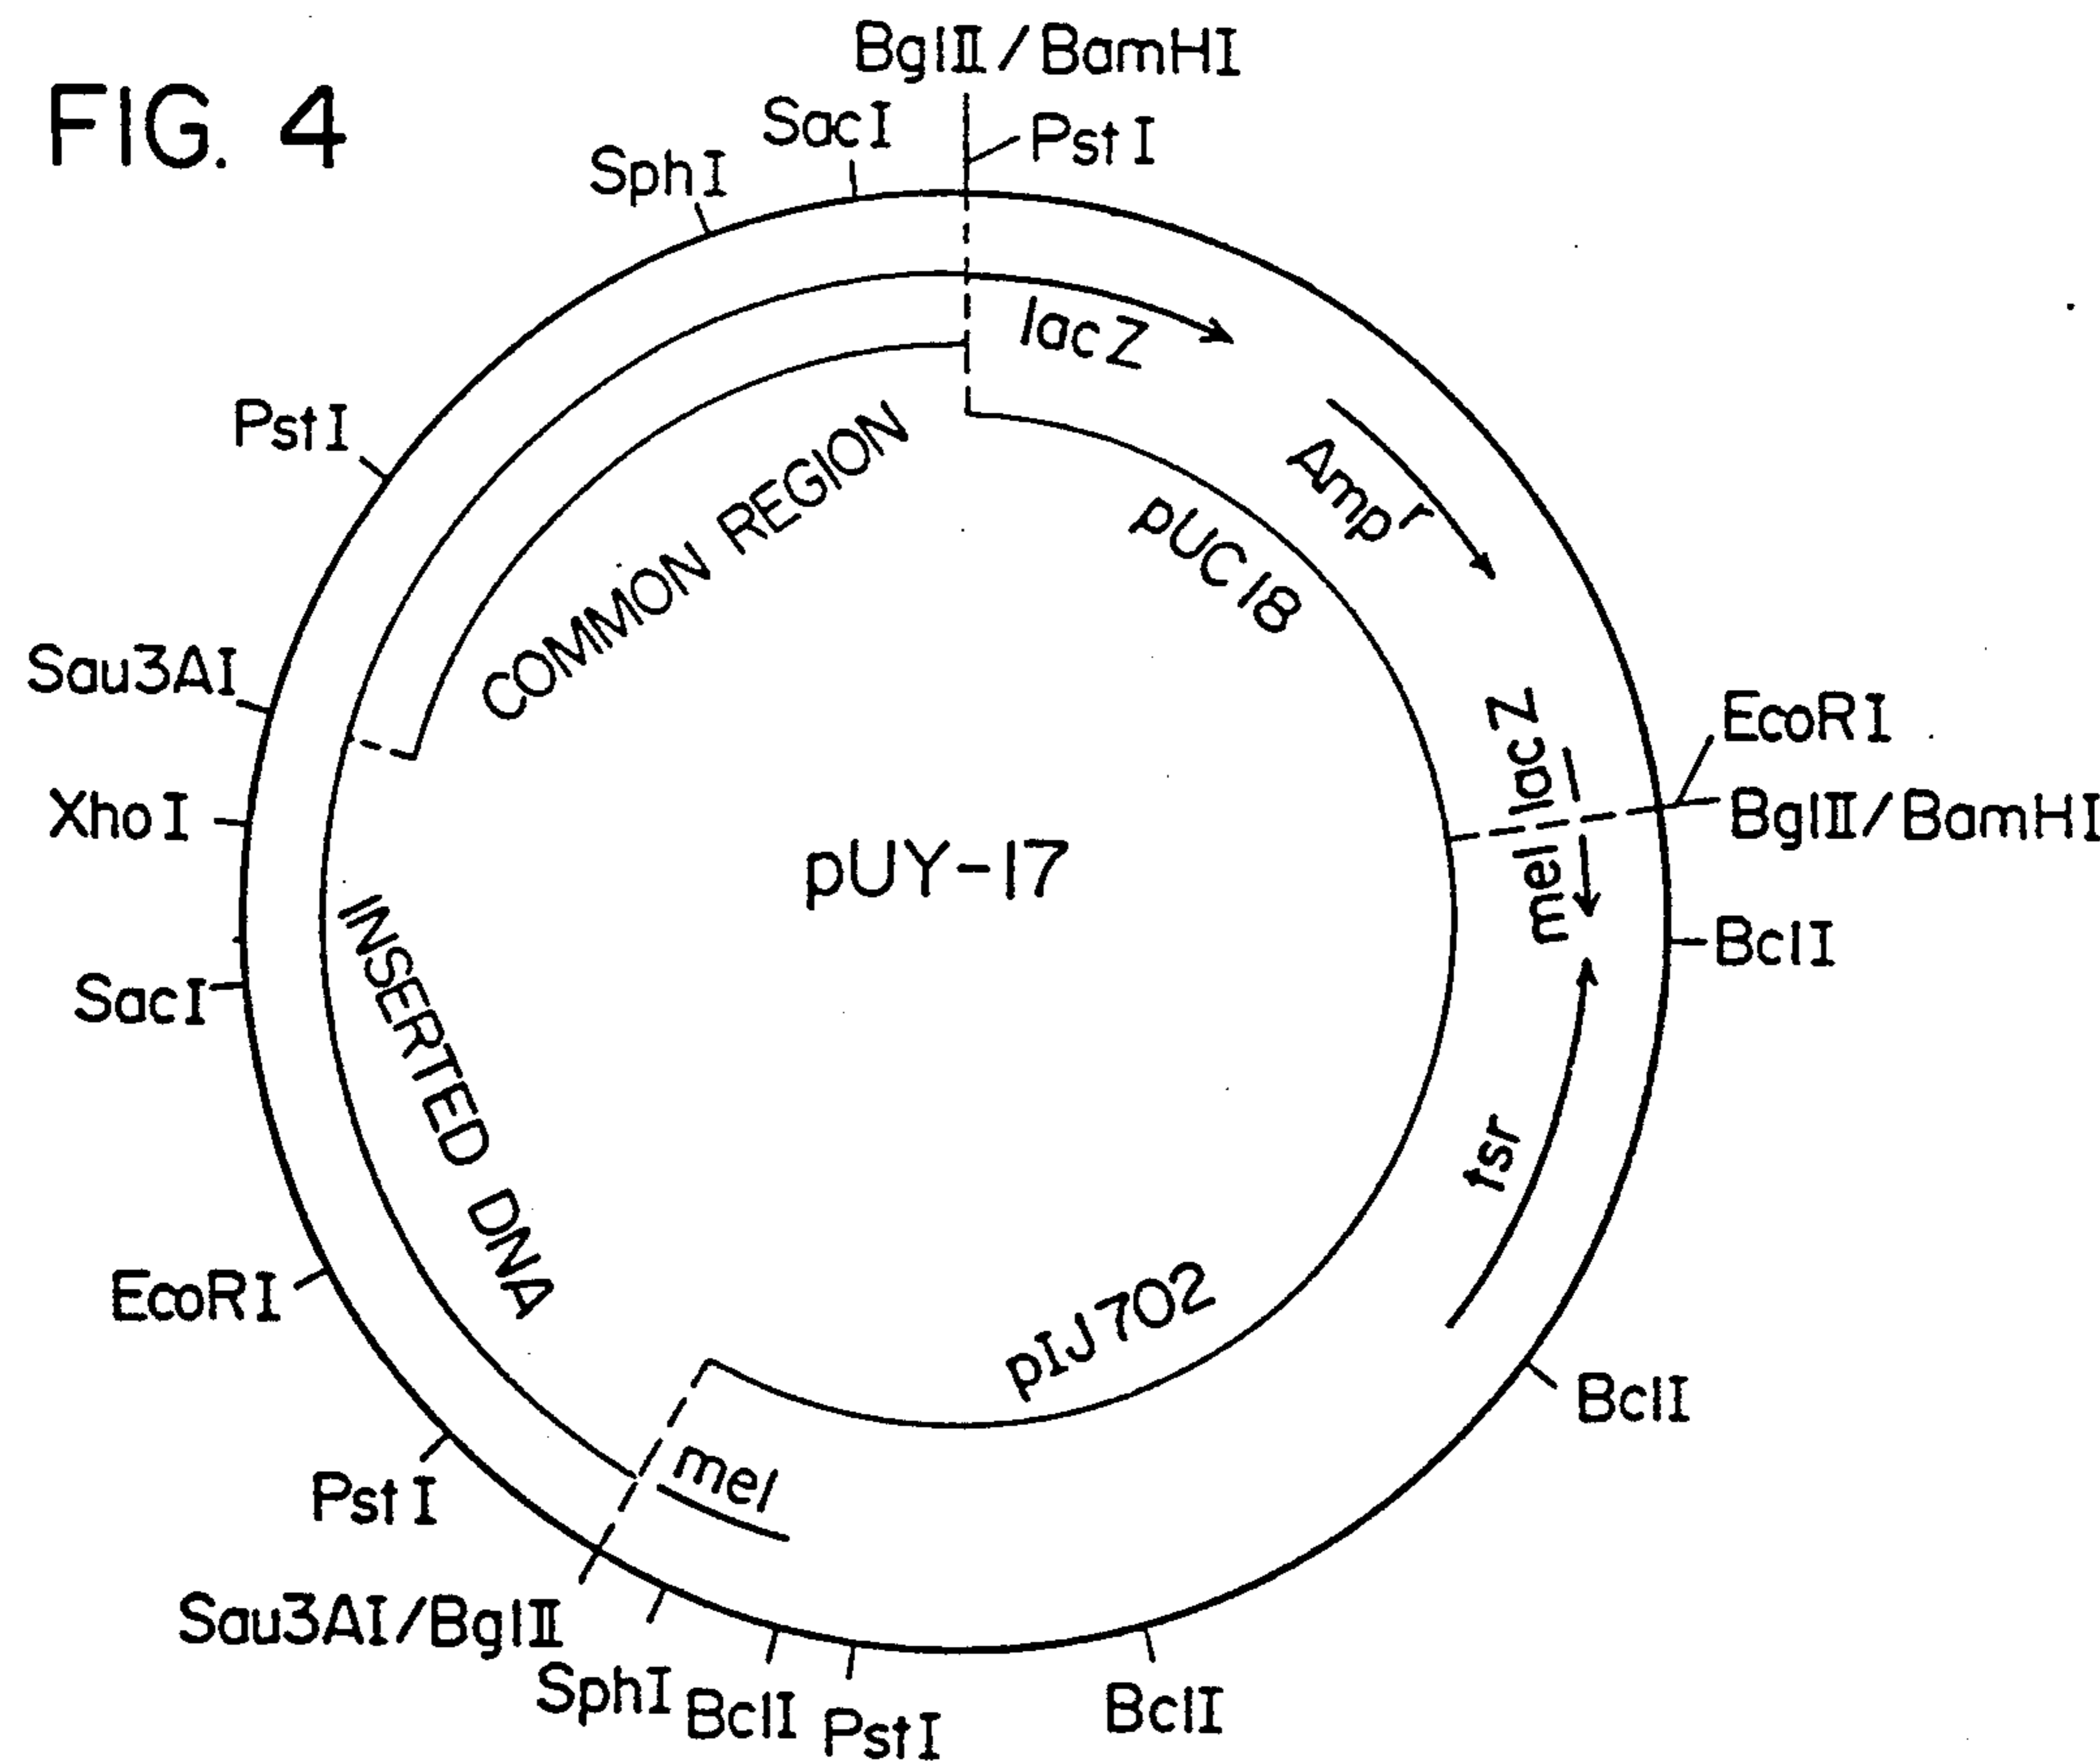 FIG. 4
BglII/BamHI
SacI
PstI
SphI
lacZ
PstI
Amp^r
COMMON REGION
pUC18
Sau3AI
lacZ
EcoRI
XhoI
BglII/BamHI
pUY-17
mel
BclI
SacI
INSERTED DNA
tsr
EcoRI
pIJ702
BclI
PstI
mel
Sau3AI/BglII
SphI
BclI
PstI
BclI